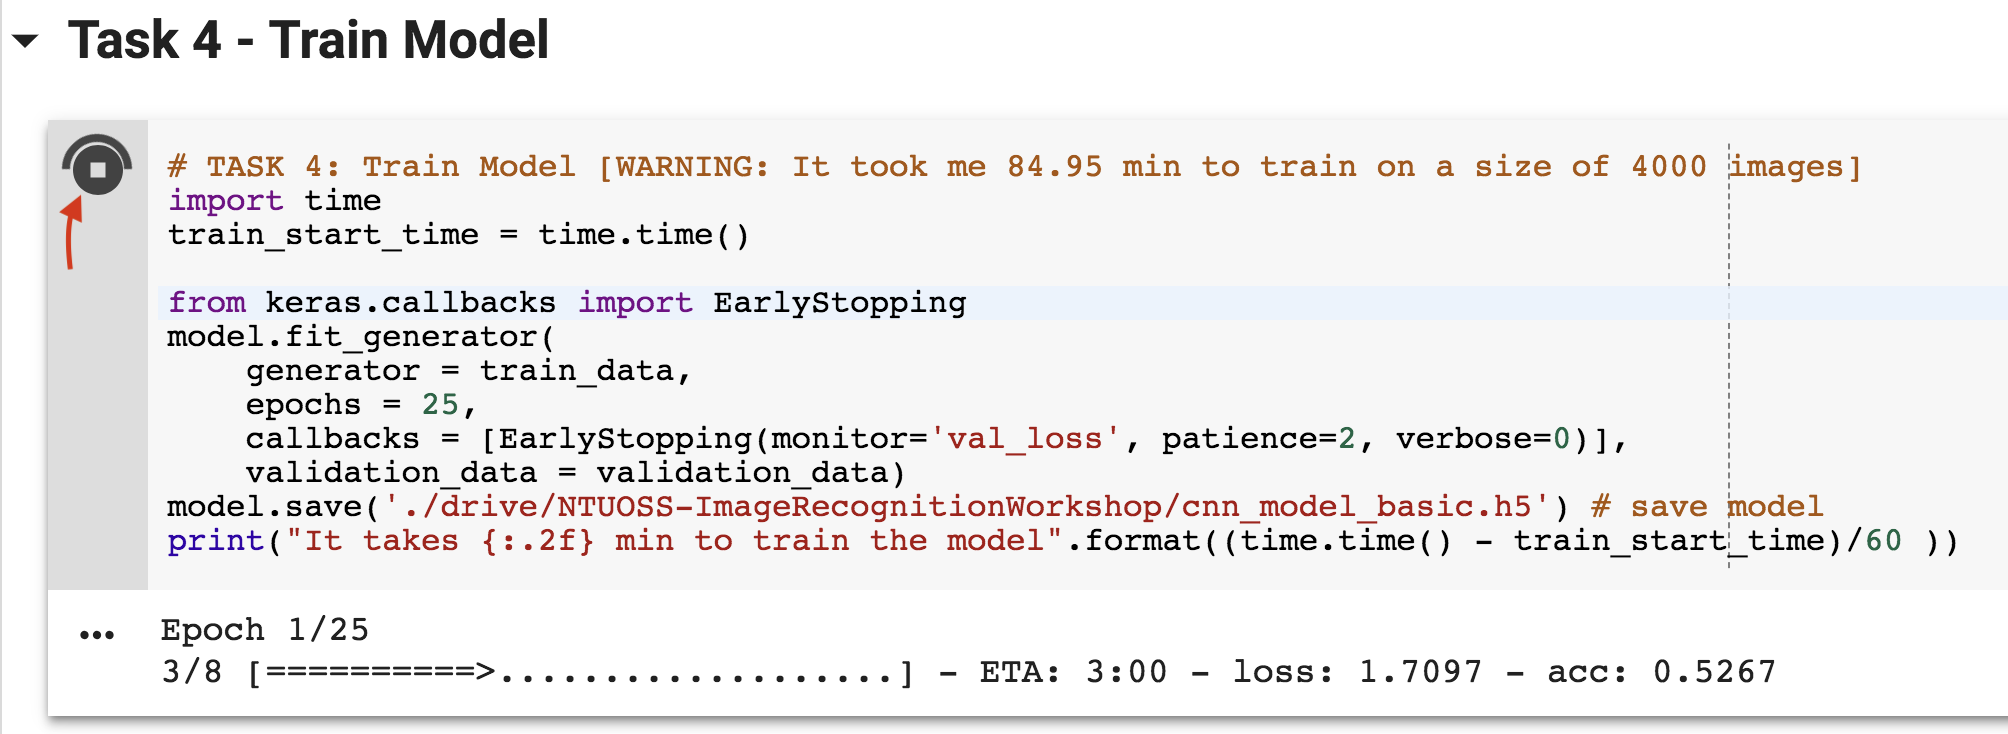 Task 4 - Train Model
# TASK 4: Train Model [WARNING: It took me 84.95 min to train on a size of 4000 images]
import time
train_start_time = time.time()
from keras.callbacks import EarlyStopping
model.fit_generator(
    generator = train_data,
    epochs = 25,
    callbacks = [EarlyStopping(monitor='val_loss', patience=2, verbose=0)],
    validation_data = validation_data)
model.save('./drive/NTUOSS-ImageRecognitionWorkshop/cnn_model_basic.h5') # save model
print("It takes {:.2f} min to train the model".format((time.time() - train_start_time)/60 ))
Epoch 1/25
3/8 [==========>...................] - ETA: 3:00 - loss: 1.7097 - acc: 0.5267